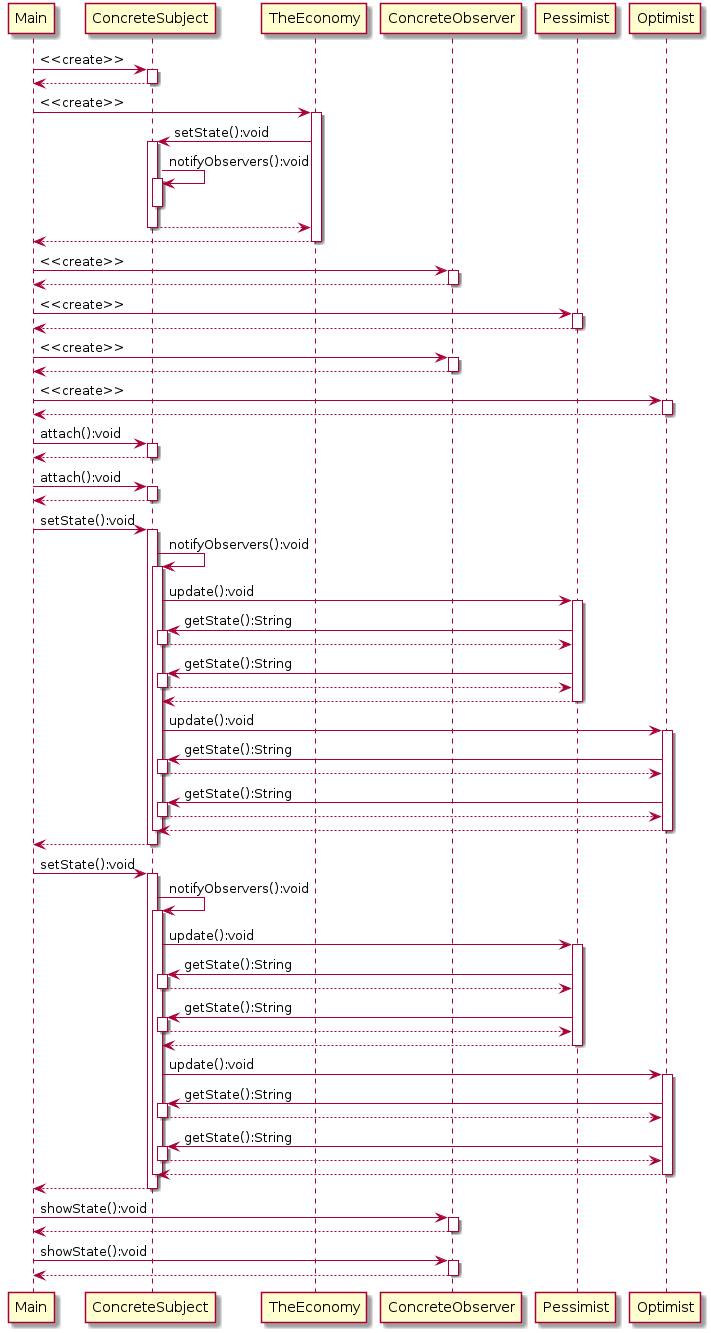 Main ConcreteSubject TheEconomy ConcreteObserver Pessimist Optimist
<<create>>
<<create>>
setState():void
notifyObservers():void
<<create>>
<<create>>
<<create>>
<<create>>
attach():void
attach():void
setState():void
notifyObservers():void
update():void
getState():String
getState():String
update():void
getState():String
getState():String
setState():void
notifyObservers():void
update():void
getState():String
getState():String
update():void
getState():String
getState():String
showState():void
showState():void
Main ConcreteSubject TheEconomy ConcreteObserver Pessimist Optimist